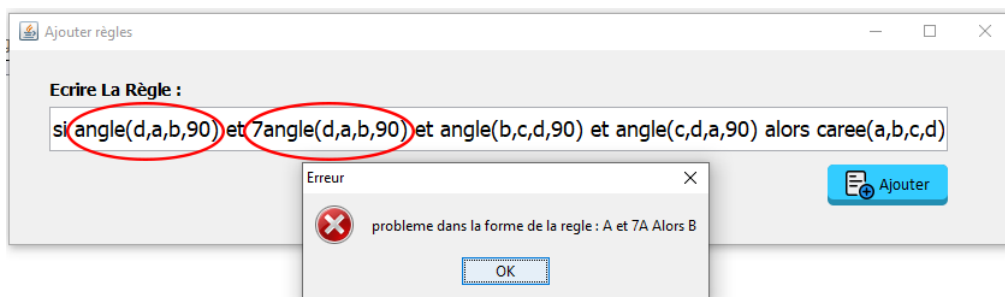 Ajouter règles
Ecrire La Règle :
si angle(d,a,b,90) et 7angle(d,a,b,90) et angle(b,c,d,90) et angle(c,d,a,90) alors caree(a,b,c,d)
Ajouter
Erreur
probleme dans la forme de la regle : A et 7A Alors B
OK